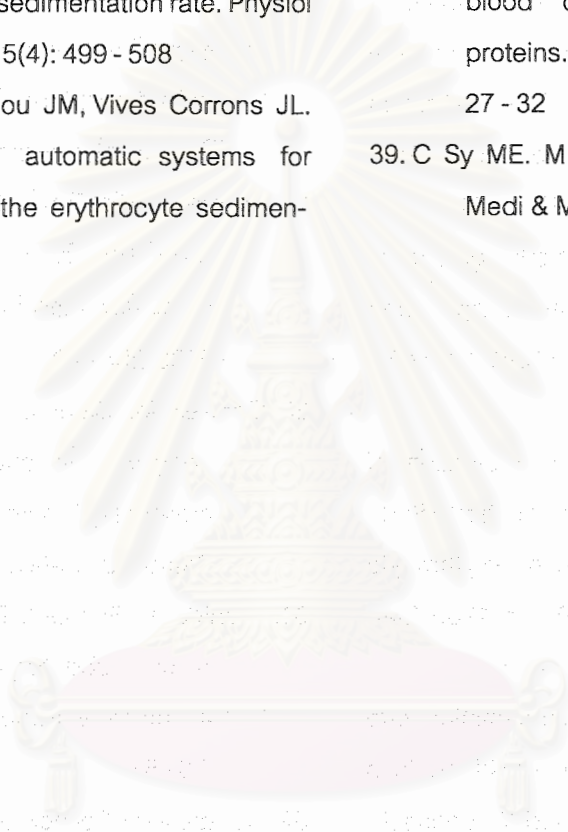 sedimentation rate. Physiol
5(4): 499 - 508
ou JM, Vives Corrons JL.
automatic systems for
the erythrocyte sedimen-
blood
proteins.
27 - 32
39. C Sy ME. M
Medi & M